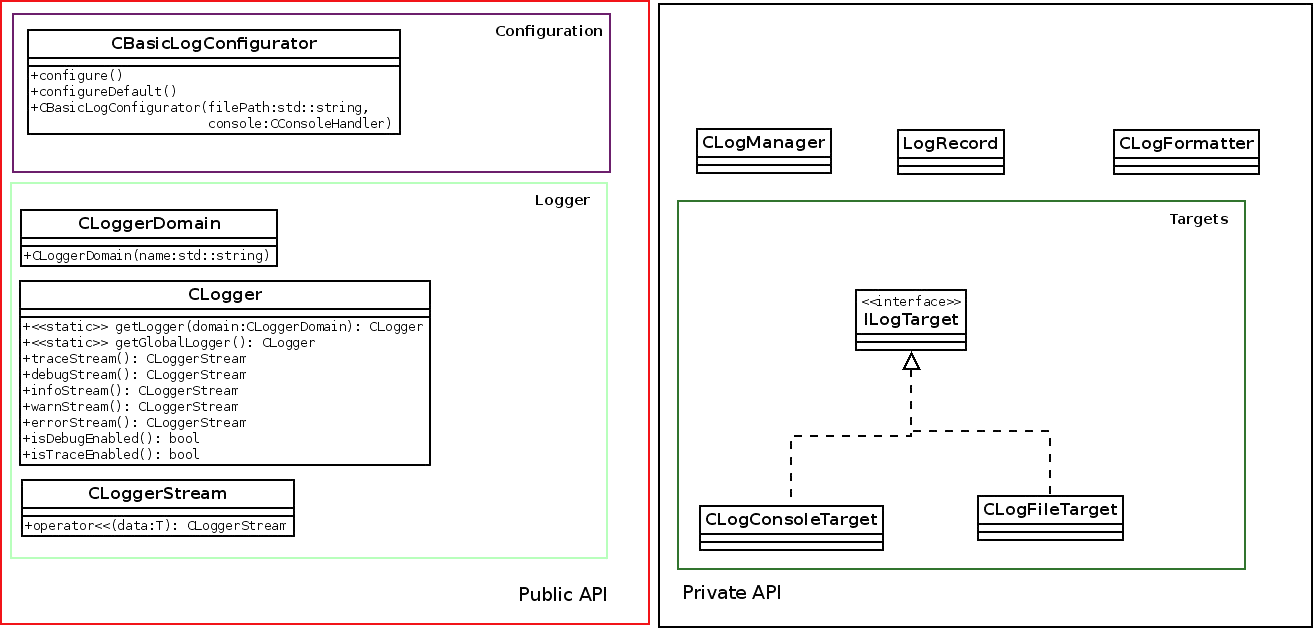 Configuration
CBasicLogConfigurator
+configure()
+configureDefault()
+CBasicLogConfigurator(filePath:std::string,
console:CConsoleHandler)
Logger
CLoggerDomain
+CLoggerDomain(name:std::string)
CLogger
+<<static>> getLogger(domain:CLoggerDomain): CLogger
+<<static>> getGlobalLogger(): CLogger
+traceStream(): CLoggerStream
+debugStream(): CLoggerStream
+infoStream(): CLoggerStream
+warnStream(): CLoggerStream
+errorStream(): CLoggerStream
+isDebugEnabled(): bool
+isTraceEnabled(): bool
CLoggerStream
+operator<<(data:T): CLoggerStream
Public API
CLogManager
LogRecord
CLogFormatter
Targets
<<interface>>
ILogTarget
CLogConsoleTarget
CLogFileTarget
Private API